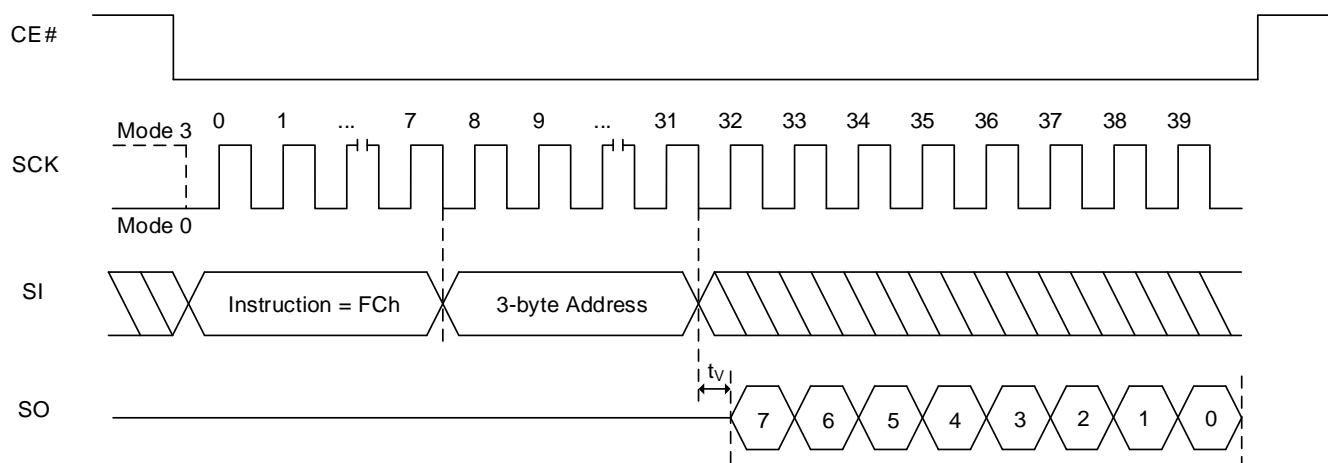 CE#
SCK
Mode 3
0 1 ... 7 8 9 ... 31 32 33 34 35 36 37 38 39
Mode 0
SI
Instruction = FCh
3-byte Address
tV
SO
7 6 5 4 3 2 1 0